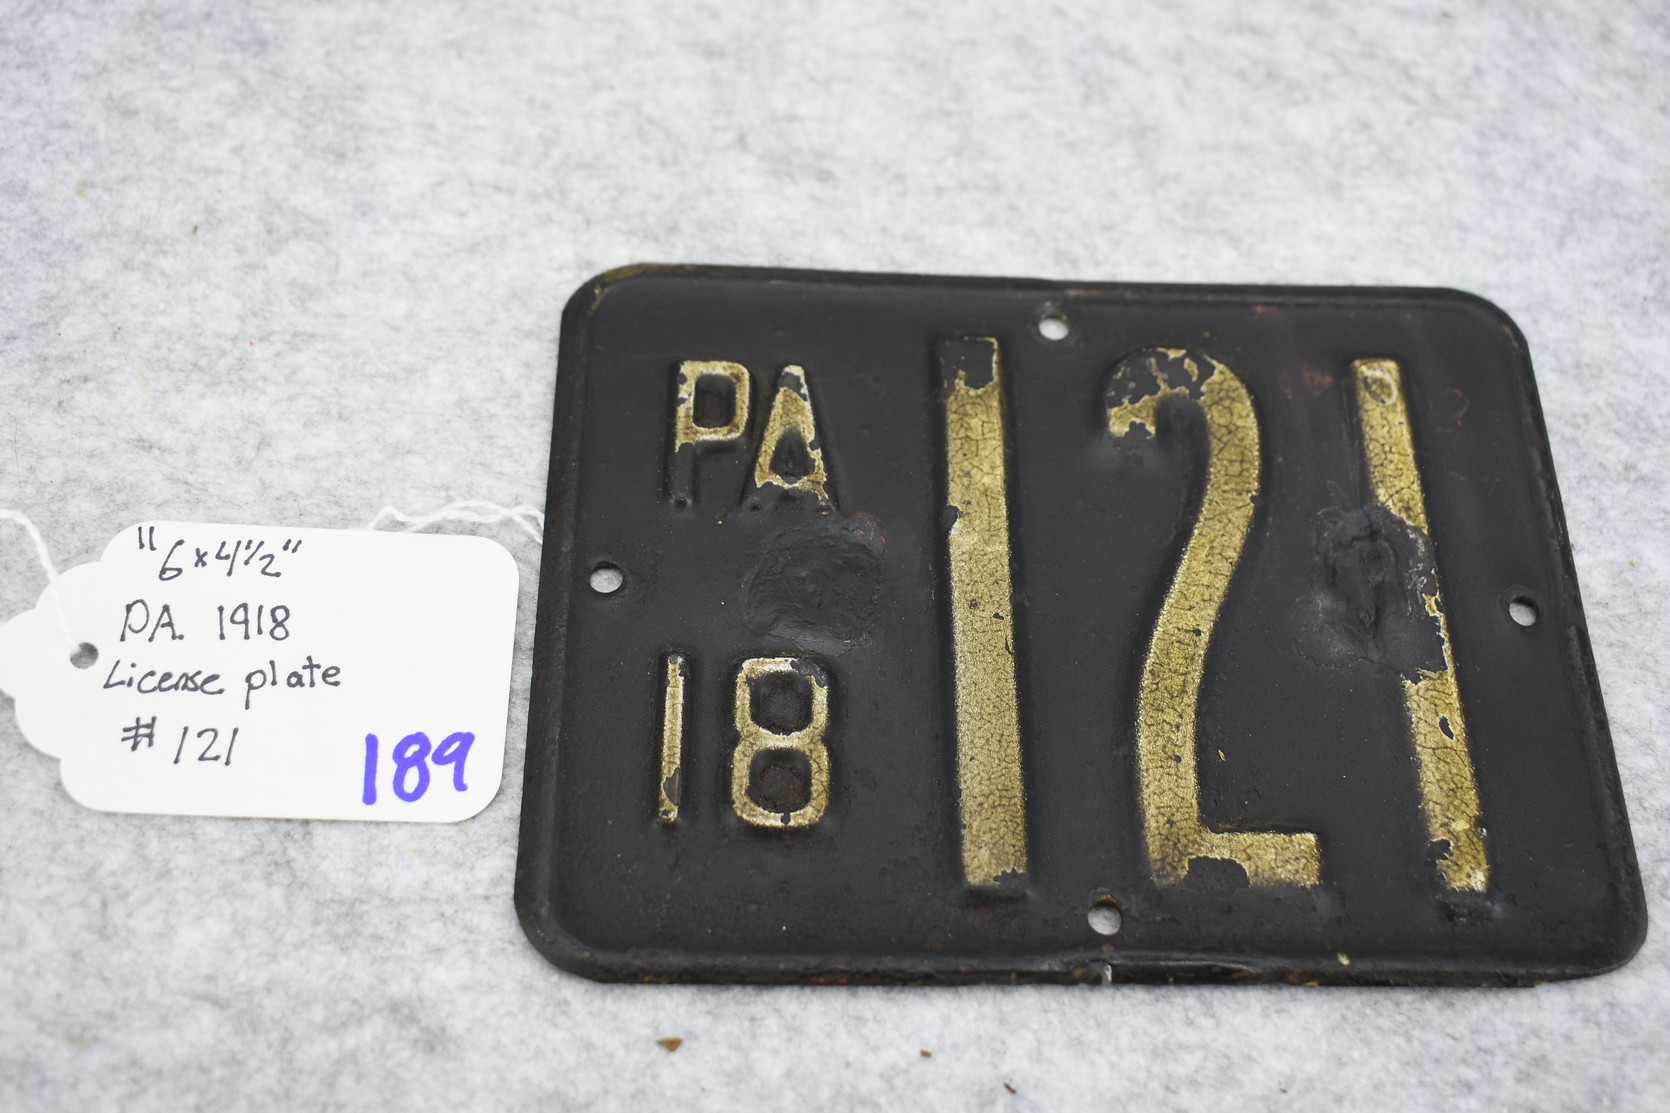 "6x4½"
PA. 1918
License plate
# 121
189
PA
18
121